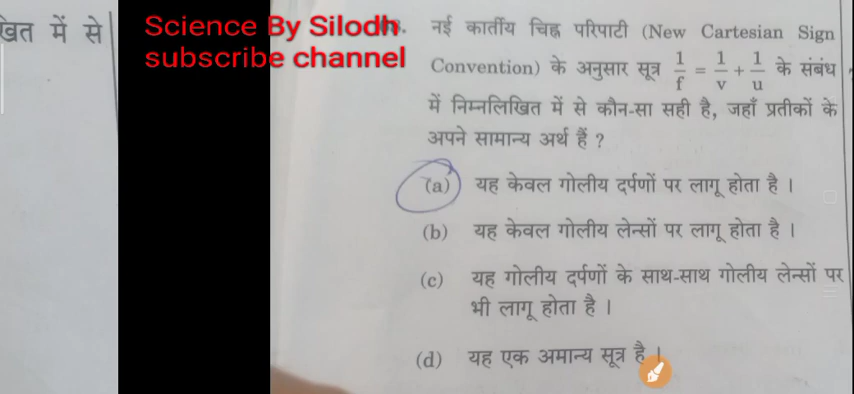 खित में से
Science By Silodh
subscribe channel
नई कार्तीय चिह्न परिपाटी (New Cartesian Sign
Convention) के अनुसार सूत्र 1/f = 1/v + 1/u के संबंध
में निम्नलिखित में से कौन-सा सही है, जहाँ प्रतीकों के
अपने सामान्य अर्थ हैं ?
(a) यह केवल गोलीय दर्पणों पर लागू होता है ।
(b) यह केवल गोलीय लेन्सों पर लागू होता है ।
(c) यह गोलीय दर्पणों के साथ-साथ गोलीय लेन्सों पर
भी लागू होता है ।
(d) यह एक अमान्य सूत्र है ।